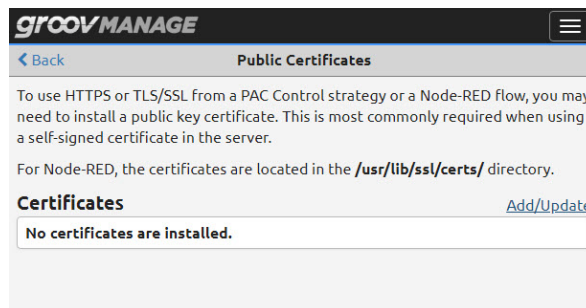 groov MANAGE
Back
Public Certificates
To use HTTPS or TLS/SSL from a PAC Control strategy or a Node-RED flow, you may
need to install a public key certificate. This is most commonly required when using
a self-signed certificate in the server.
For Node-RED, the certificates are located in the /usr/lib/ssl/certs/ directory.
Certificates
Add/Update
No certificates are installed.